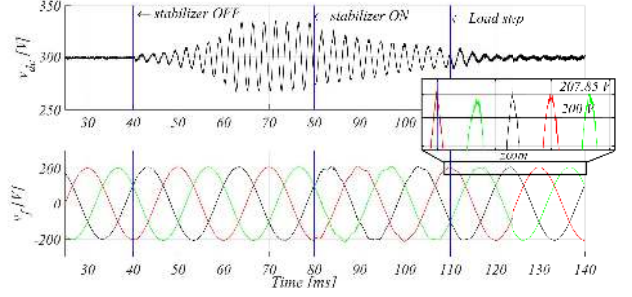 350
← stabilizer OFF
stabilizer ON
Load step
v_dc [V]
300
250
30 40 50 60 70 80 90 100
207.85 V
200 V
zoom
200
v_f [V]
0
-200
30 40 50 60 70 80 90 100 110 120 130 140
Time [ms]